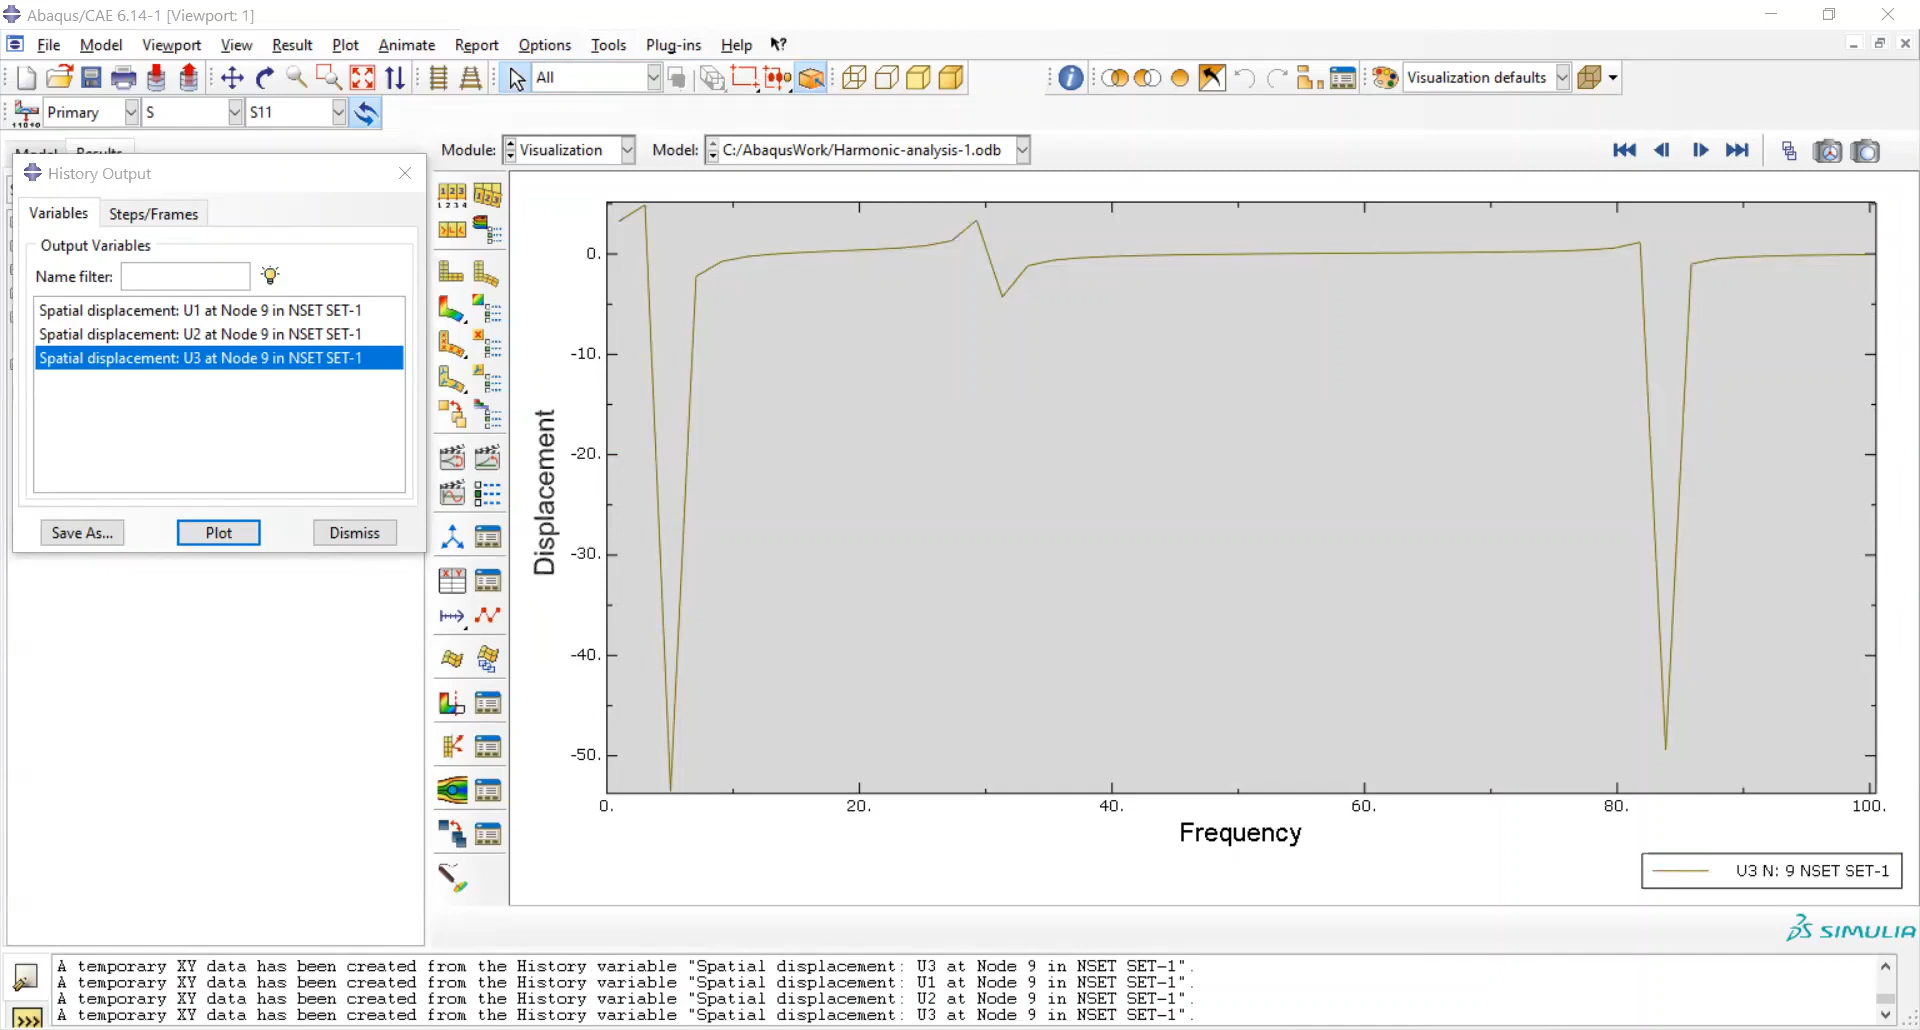 Abaqus/CAE 6.14-1 [Viewport: 1]
File Model Viewport View Result Plot Animate Report Options Tools Plug-ins Help
All
Visualization defaults
Primary S S11
Model Results
Module: Visualization Model: C:/AbaqusWork/Harmonic-analysis-1.odb
History Output
Variables Steps/Frames
Output Variables
Name filter:
Spatial displacement: U1 at Node 9 in NSET SET-1
Spatial displacement: U2 at Node 9 in NSET SET-1
Spatial displacement: U3 at Node 9 in NSET SET-1
Save As... Plot Dismiss
Displacement
0.
-10.
-20.
-30.
-40.
-50.
0. 20. 40. 60. 80. 100.
Frequency
U3 N: 9 NSET SET-1
SIMULIA
A temporary XY data has been created from the History variable "Spatial displacement: U3 at Node 9 in NSET SET-1".
A temporary XY data has been created from the History variable "Spatial displacement: U1 at Node 9 in NSET SET-1".
A temporary XY data has been created from the History variable "Spatial displacement: U2 at Node 9 in NSET SET-1".
A temporary XY data has been created from the History variable "Spatial displacement: U3 at Node 9 in NSET SET-1".
>>>